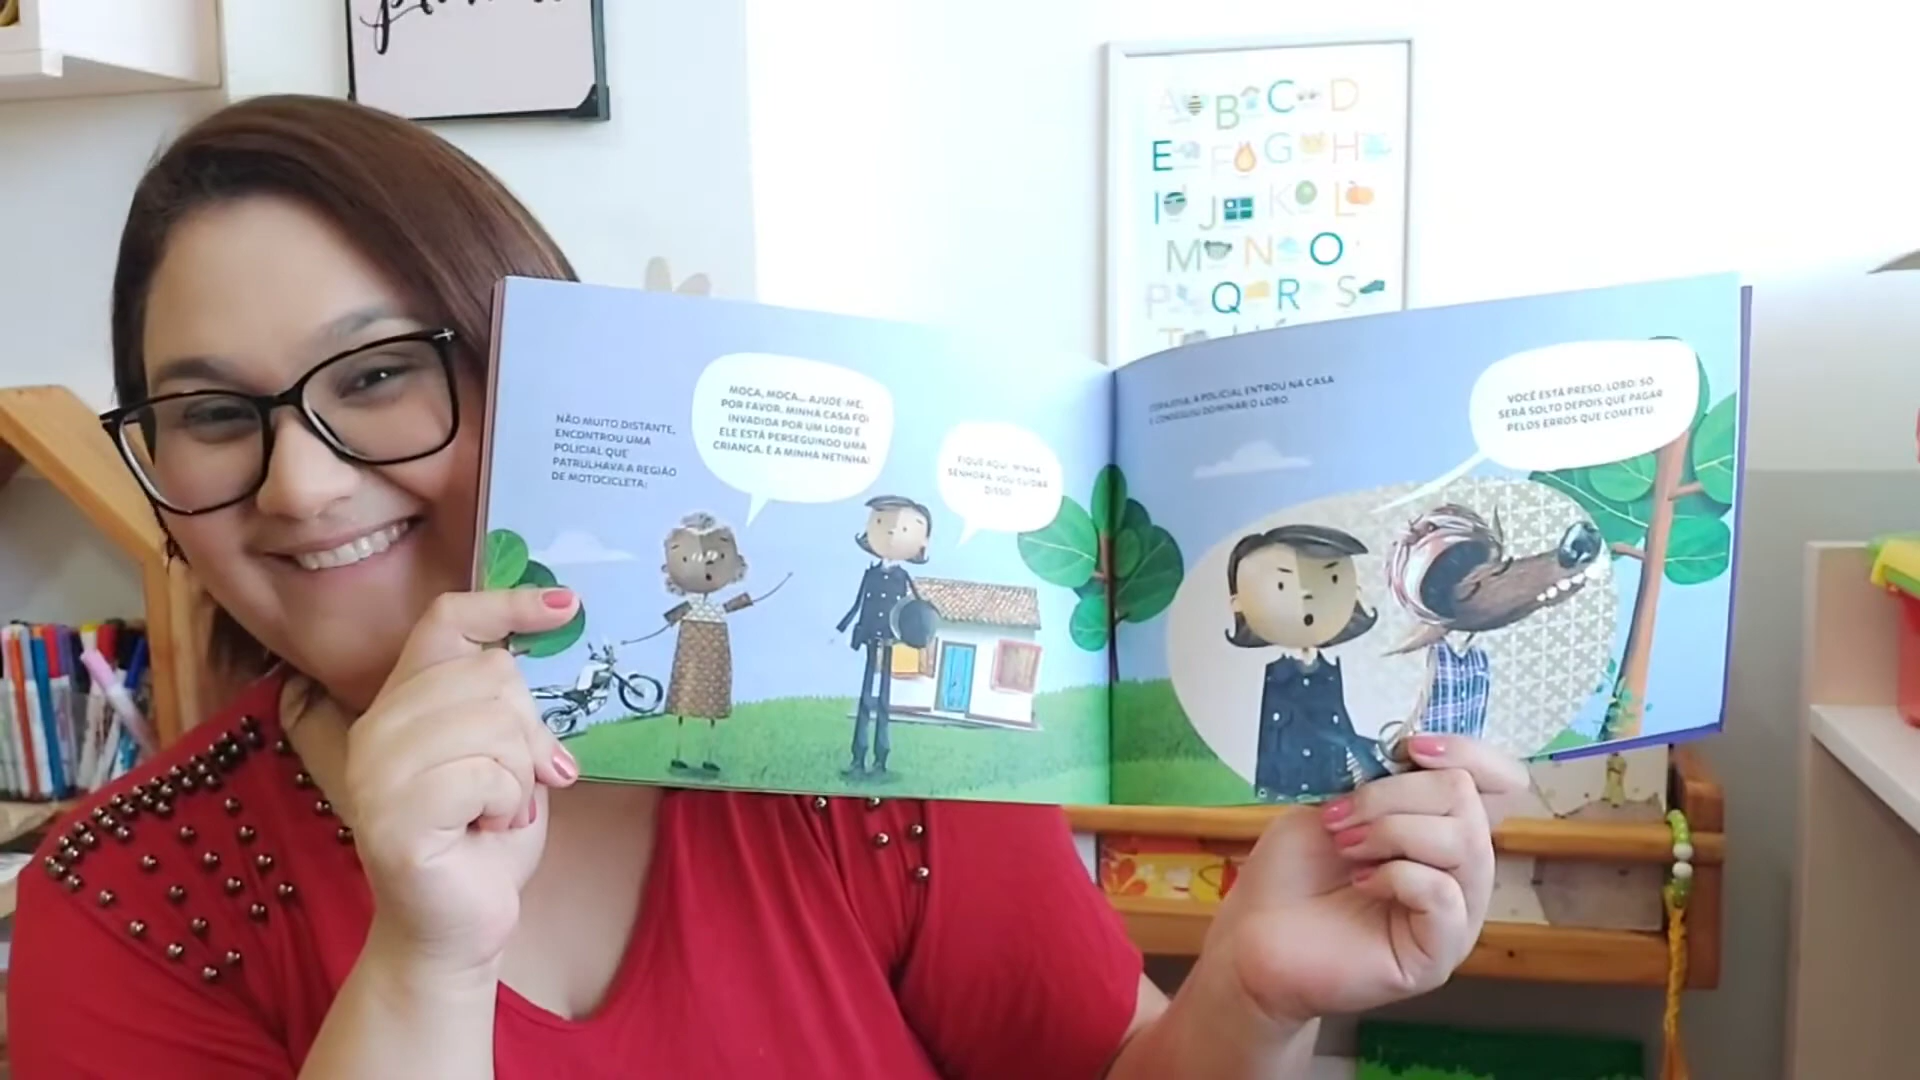 A B C D
E F G H
I J K L
M N O
P Q R S
NÃO MUITO DISTANTE,
ENCONTROU UMA
POLICIAL QUE
PATRULHAVA A REGIÃO
DE MOTOCICLETA:
MOÇA, MOÇA... AJUDE-ME,
POR FAVOR. MINHA CASA FOI
INVADIDA POR UM LOBO E
ELE ESTÁ PERSEGUINDO UMA
CRIANÇA. É A MINHA NETINHA!
FIQUE AQUI, MINHA
SENHORA. VOU CUIDAR
DISSO.
CORAJOSA, A POLICIAL ENTROU NA CASA
E CONSEGUIU DOMINAR O LOBO.
VOCÊ ESTÁ PRESO, LOBO! SÓ
SERÁ SOLTO DEPOIS QUE PAGAR
PELOS ERROS QUE COMETEU.